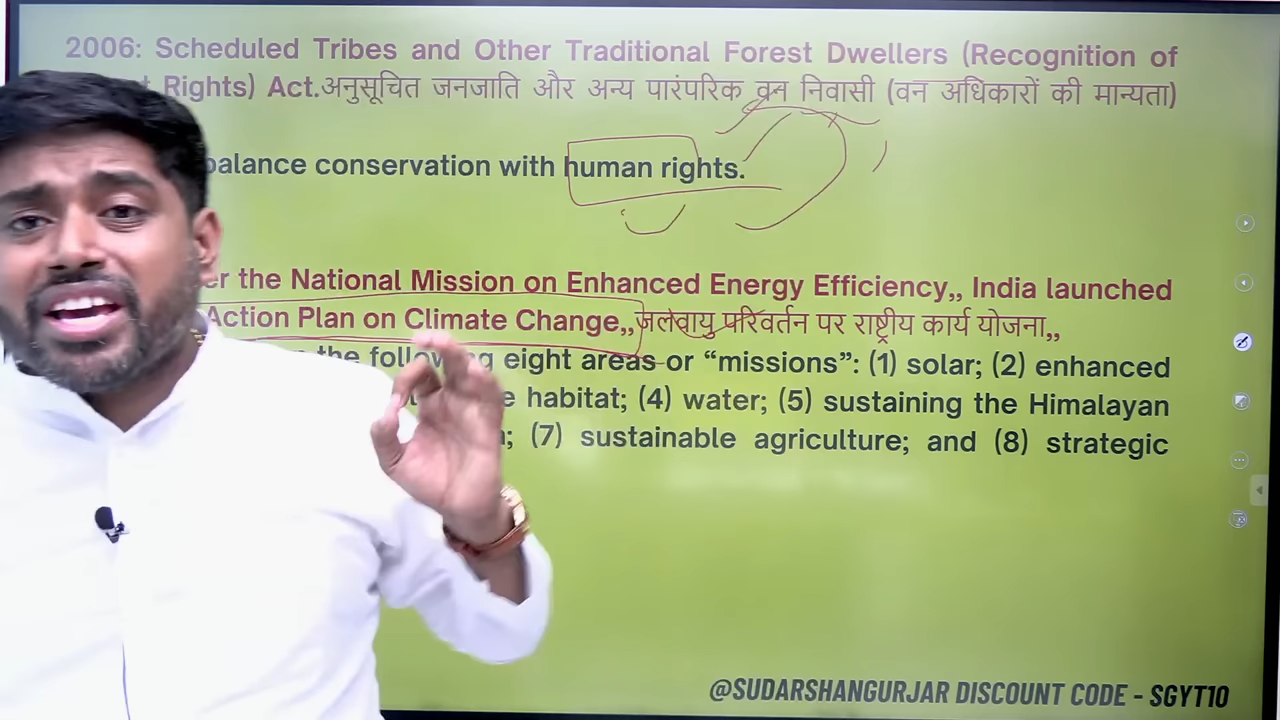 2006: Scheduled Tribes and Other Traditional Forest Dwellers (Recognition of
Rights) Act.अनुसूचित जनजाति और अन्य पारंपरिक वन निवासी (वन अधिकारों की मान्यता)
balance conservation with human rights.
the National Mission on Enhanced Energy Efficiency,, India launched
Action Plan on Climate Change,,जलवायु परिवर्तन पर राष्ट्रीय कार्य योजना,,
the following eight areas or “missions”: (1) solar; (2) enhanced
habitat; (4) water; (5) sustaining the Himalayan
(7) sustainable agriculture; and (8) strategic
@SUDARSHANGURJAR DISCOUNT CODE - SGYT10